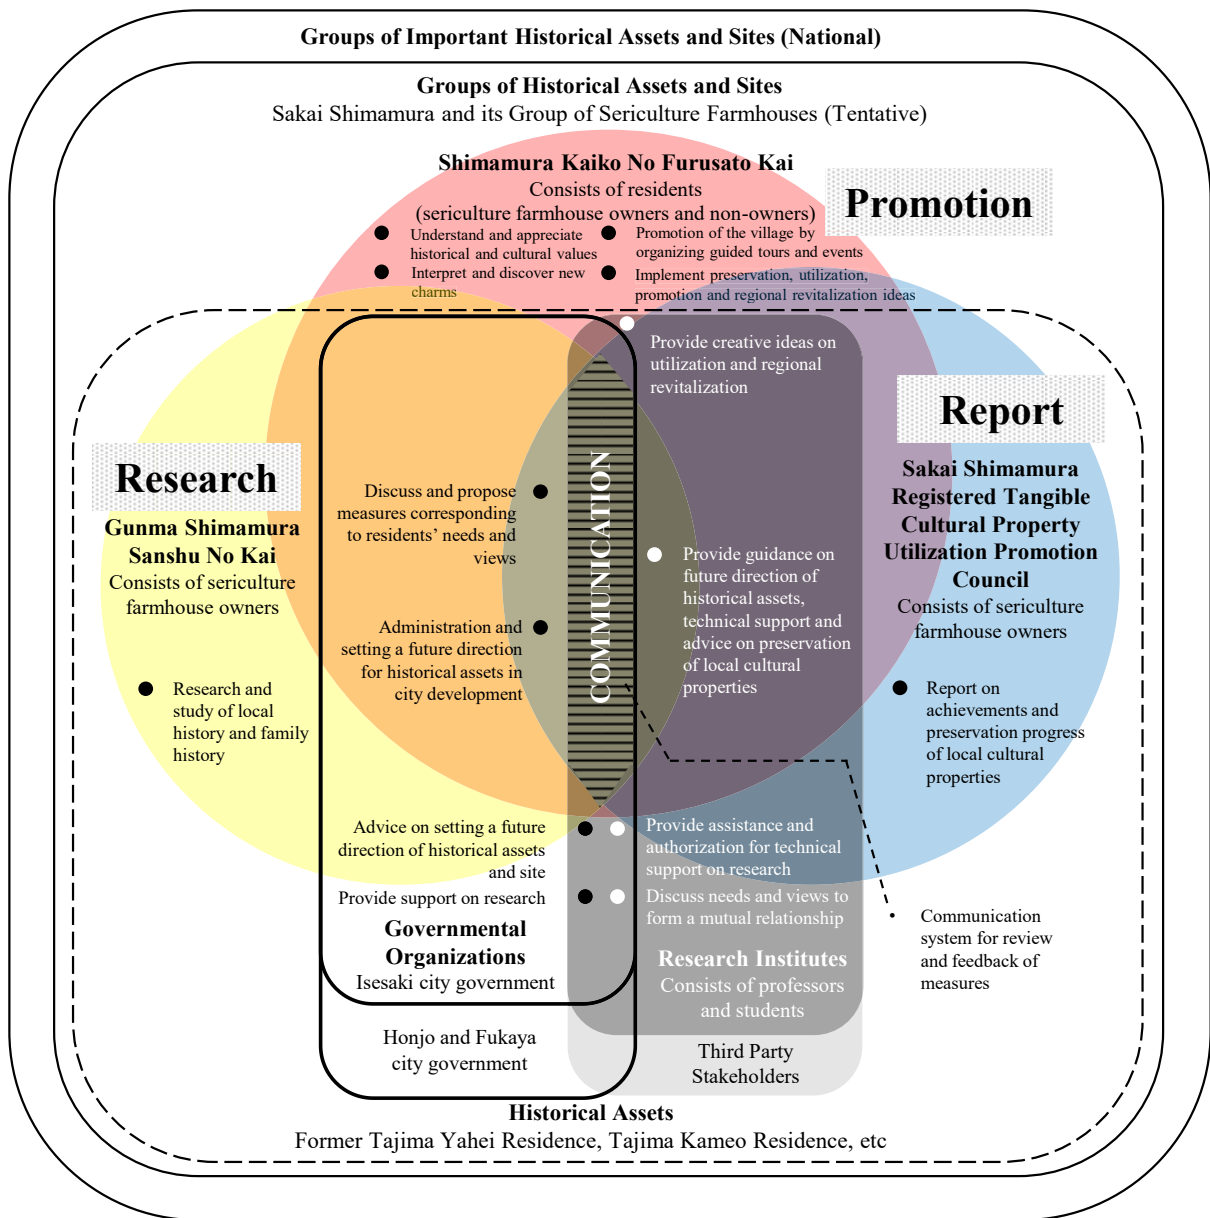 Groups of Important Historical Assets and Sites (National)
Groups of Historical Assets and Sites
Sakai Shimamura and its Group of Sericulture Farmhouses (Tentative)
Shimamura Kaiko No Furusato Kai
Consists of residents
(sericulture farmhouse owners and non-owners)
Promotion
Understand and appreciate
historical and cultural values
Interpret and discover new
charms
Promotion of the village by
organizing guided tours and events
Implement preservation, utilization,
promotion and regional revitalization ideas
Provide creative ideas on
utilization and regional
revitalization
Research
Gunma Shimamura
Sanshu No Kai
Consists of sericulture
farmhouse owners
Research and
study of local
history and family
history
Discuss and propose
measures corresponding
to residents’ needs and
views
Administration and
setting a future direction
for historical assets in
city development
COMMUNICATION
Provide guidance on
future direction of
historical assets,
technical support and
advice on preservation
of local cultural
properties
Report
Sakai Shimamura
Registered Tangible
Cultural Property
Utilization Promotion
Council
Consists of sericulture
farmhouse owners
Report on
achievements and
preservation progress
of local cultural
properties
Advice on setting a future
direction of historical assets
and site
Provide support on research
Governmental
Organizations
Isesaki city government
Honjo and Fukaya
city government
Provide assistance and
authorization for technical
support on research
Discuss needs and views to
form a mutual relationship
Research Institutes
Consists of professors
and students
Third Party
Stakeholders
• Communication
system for review
and feedback of
measures
Historical Assets
Former Tajima Yahei Residence, Tajima Kameo Residence, etc